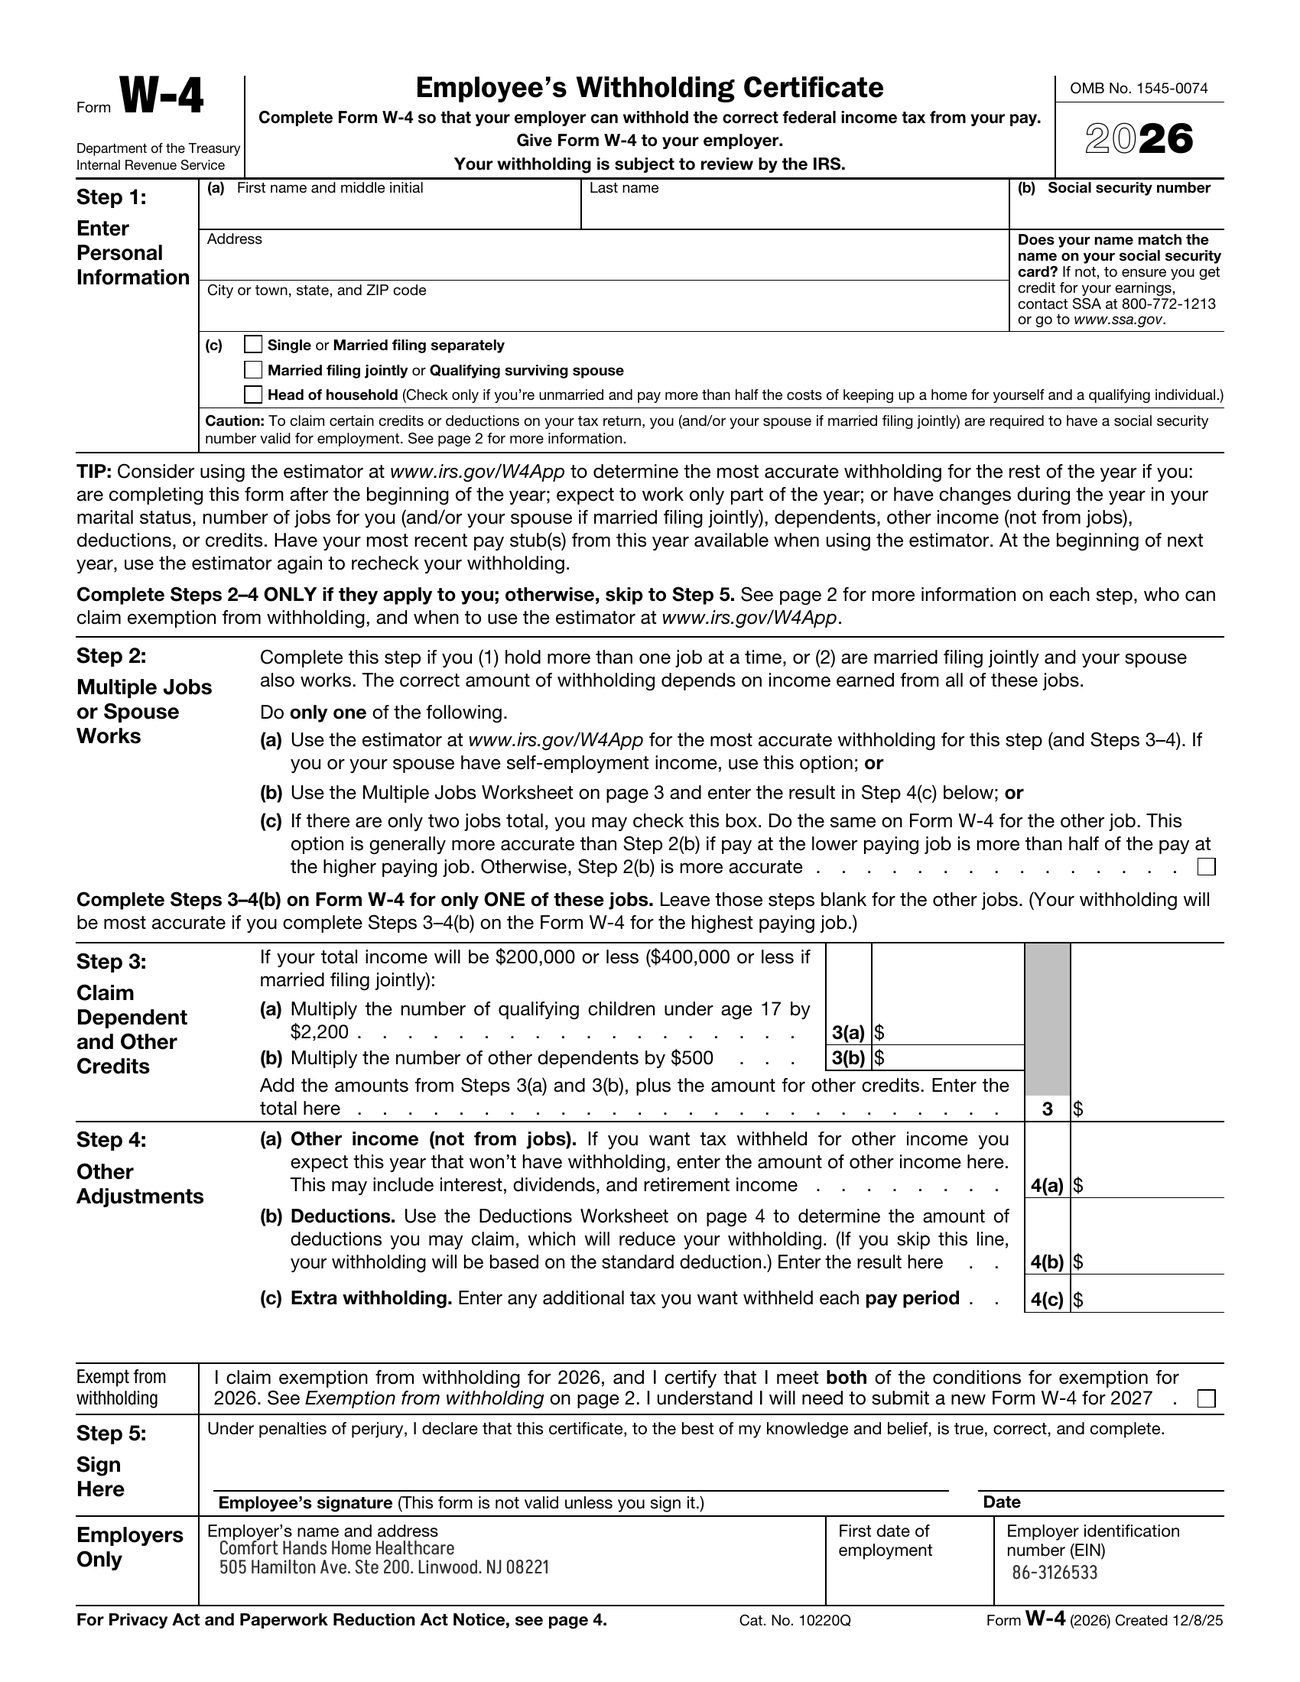 Form W-4
Department of the Treasury
Internal Revenue Service
Employee’s Withholding Certificate
Complete Form W-4 so that your employer can withhold the correct federal income tax from your pay.
Give Form W-4 to your employer.
Your withholding is subject to review by the IRS.
OMB No. 1545-0074
2026
Step 1:
Enter
Personal
Information
(a) First name and middle initial
Last name
(b) Social security number
Address
City or town, state, and ZIP code
Does your name match the
name on your social security
card? If not, to ensure you get
credit for your earnings,
contact SSA at 800-772-1213
or go to www.ssa.gov.
(c) Single or Married filing separately
Married filing jointly or Qualifying surviving spouse
Head of household (Check only if you’re unmarried and pay more than half the costs of keeping up a home for yourself and a qualifying individual.)
Caution: To claim certain credits or deductions on your tax return, you (and/or your spouse if married filing jointly) are required to have a social security
number valid for employment. See page 2 for more information.
TIP: Consider using the estimator at www.irs.gov/W4App to determine the most accurate withholding for the rest of the year if you:
are completing this form after the beginning of the year; expect to work only part of the year; or have changes during the year in your
marital status, number of jobs for you (and/or your spouse if married filing jointly), dependents, other income (not from jobs),
deductions, or credits. Have your most recent pay stub(s) from this year available when using the estimator. At the beginning of next
year, use the estimator again to recheck your withholding.
Complete Steps 2–4 ONLY if they apply to you; otherwise, skip to Step 5. See page 2 for more information on each step, who can
claim exemption from withholding, and when to use the estimator at www.irs.gov/W4App.
Step 2:
Multiple Jobs
or Spouse
Works
Complete this step if you (1) hold more than one job at a time, or (2) are married filing jointly and your spouse
also works. The correct amount of withholding depends on income earned from all of these jobs.
Do only one of the following.
(a) Use the estimator at www.irs.gov/W4App for the most accurate withholding for this step (and Steps 3–4). If
you or your spouse have self-employment income, use this option; or
(b) Use the Multiple Jobs Worksheet on page 3 and enter the result in Step 4(c) below; or
(c) If there are only two jobs total, you may check this box. Do the same on Form W-4 for the other job. This
option is generally more accurate than Step 2(b) if pay at the lower paying job is more than half of the pay at
the higher paying job. Otherwise, Step 2(b) is more accurate . . . . . . . . . . . . . . . . . .
Complete Steps 3–4(b) on Form W-4 for only ONE of these jobs. Leave those steps blank for the other jobs. (Your withholding will
be most accurate if you complete Steps 3–4(b) on the Form W-4 for the highest paying job.)
Step 3:
Claim
Dependent
and Other
Credits
If your total income will be $200,000 or less ($400,000 or less if
married filing jointly):
(a) Multiply the number of qualifying children under age 17 by
$2,200 . . . . . . . . . . . . . . . . . . . . . 3(a) $
(b) Multiply the number of other dependents by $500 . . . 3(b) $
Add the amounts from Steps 3(a) and 3(b), plus the amount for other credits. Enter the
total here . . . . . . . . . . . . . . . . . . . . . . . . . . . . . . . 3 $
Step 4:
Other
Adjustments
(a) Other income (not from jobs). If you want tax withheld for other income you
expect this year that won’t have withholding, enter the amount of other income here.
This may include interest, dividends, and retirement income . . . . . . . . . 4(a) $
(b) Deductions. Use the Deductions Worksheet on page 4 to determine the amount of
deductions you may claim, which will reduce your withholding. (If you skip this line,
your withholding will be based on the standard deduction.) Enter the result here . . 4(b) $
(c) Extra withholding. Enter any additional tax you want withheld each pay period . . 4(c) $
Exempt from
withholding
I claim exemption from withholding for 2026, and I certify that I meet both of the conditions for exemption for
2026. See Exemption from withholding on page 2. I understand I will need to submit a new Form W-4 for 2027 .
Step 5:
Sign
Here
Under penalties of perjury, I declare that this certificate, to the best of my knowledge and belief, is true, correct, and complete.
Employee’s signature (This form is not valid unless you sign it.)
Date
Employers
Only
Employer’s name and address
Comfort Hands Home Healthcare
505 Hamilton Ave. Ste 200. Linwood. NJ 08221
First date of
employment
Employer identification
number (EIN)
86-3126533
For Privacy Act and Paperwork Reduction Act Notice, see page 4.
Cat. No. 10220Q
Form W-4 (2026) Created 12/8/25